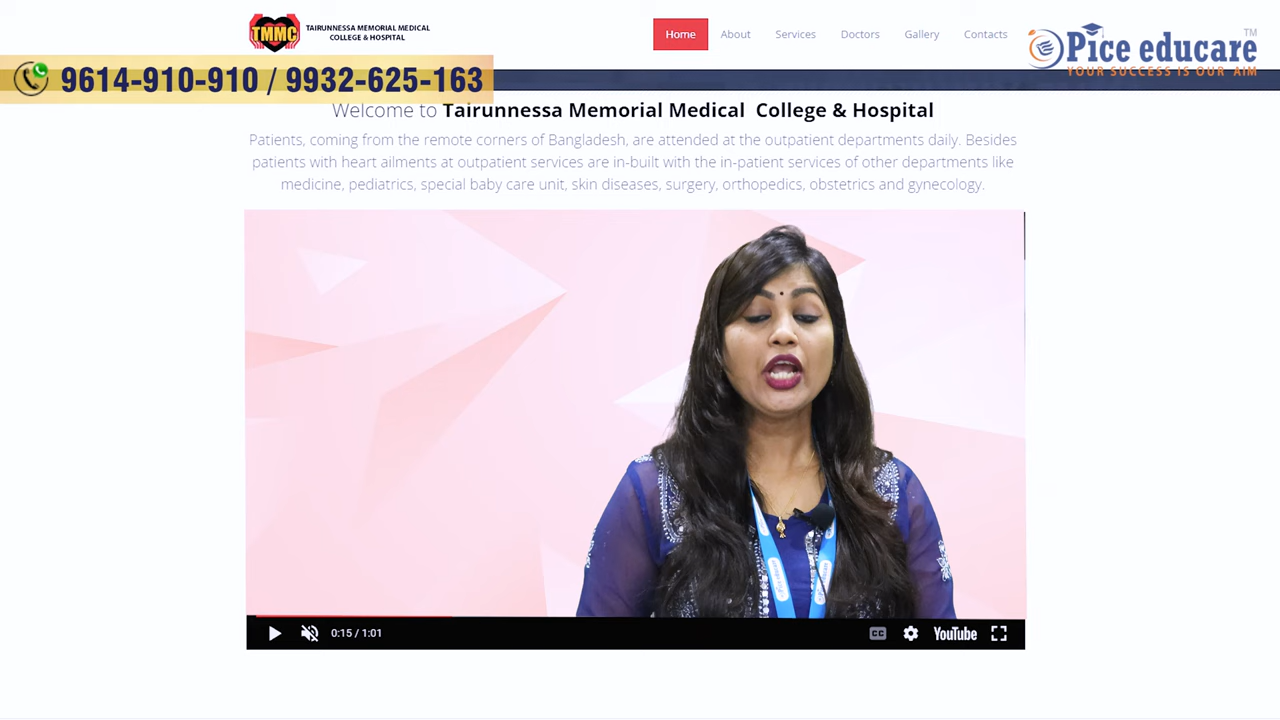 TMMC
TAIRUNNESSA MEMORIAL MEDICAL
COLLEGE & HOSPITAL
Home About Services Doctors Gallery Contacts
Pice educare TM
YOUR SUCCESS IS OUR AIM
9614-910-910 / 9932-625-163
Welcome to Tairunnessa Memorial Medical College & Hospital
Patients, coming from the remote corners of Bangladesh, are attended at the outpatient departments daily. Besides
patients with heart ailments at outpatient services are in-built with the in-patient services of other departments like
medicine, pediatrics, special baby care unit, skin diseases, surgery, orthopedics, obstetrics and gynecology.
Pice educare
0:15 / 1:01
CC
YouTube